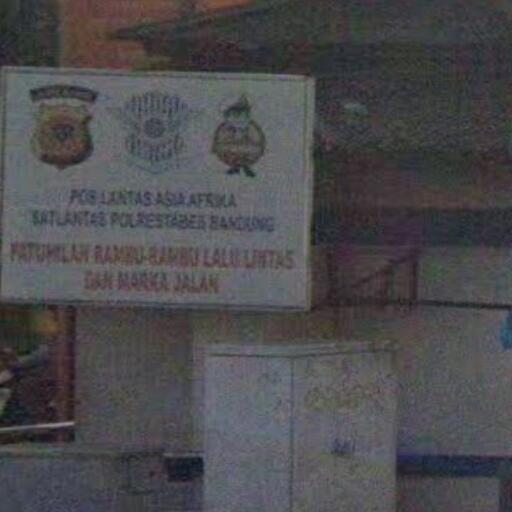 POS LANTAS ASIA AFRIKA
SATLANTAS POLRESTABES BANDUNG
PATUHILAH RAMBU-RAMBU LALU LINTAS
DAN MARKA JALAN